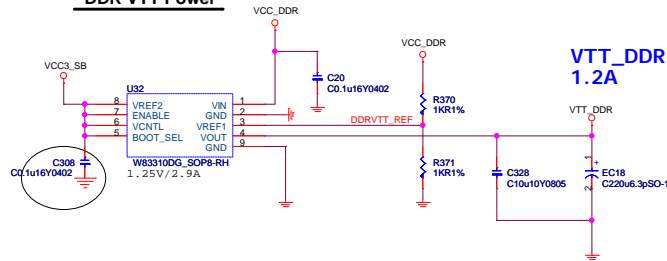 DDR VTT Power
VCC_DDR
VCC3_SB
VCC_DDR
VTT_DDR
1.2A
VTT_DDR
U32
8 VREF2 VIN 1
7 ENABLE GND 2
6 VCNTL VREF1 3
5 BOOT_SEL VOUT 4
GND 9
W83310DG_SOP8-RH
1.25V/2.9A
C20
C0.1u16Y0402
R370
1KR1%
DDRVTT_REF
R371
1KR1%
C308
C0.1u16Y0402
C328
C10u10Y0805
1
+
EC18
C220u6.3pSO-1
2